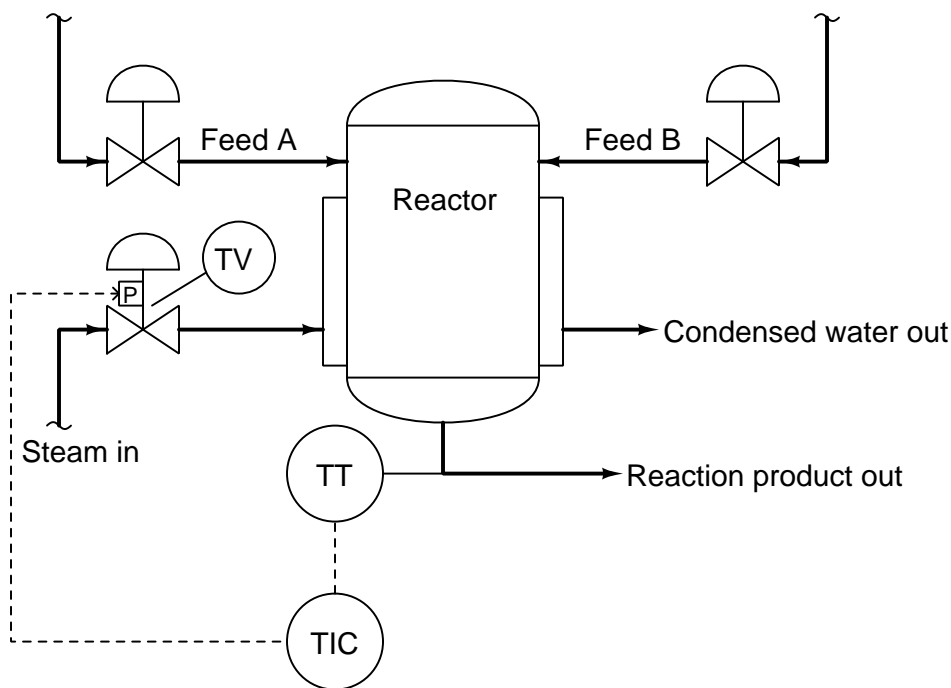 Feed A
Feed B
Reactor
TV
P
Condensed water out
Steam in
TT
Reaction product out
TIC